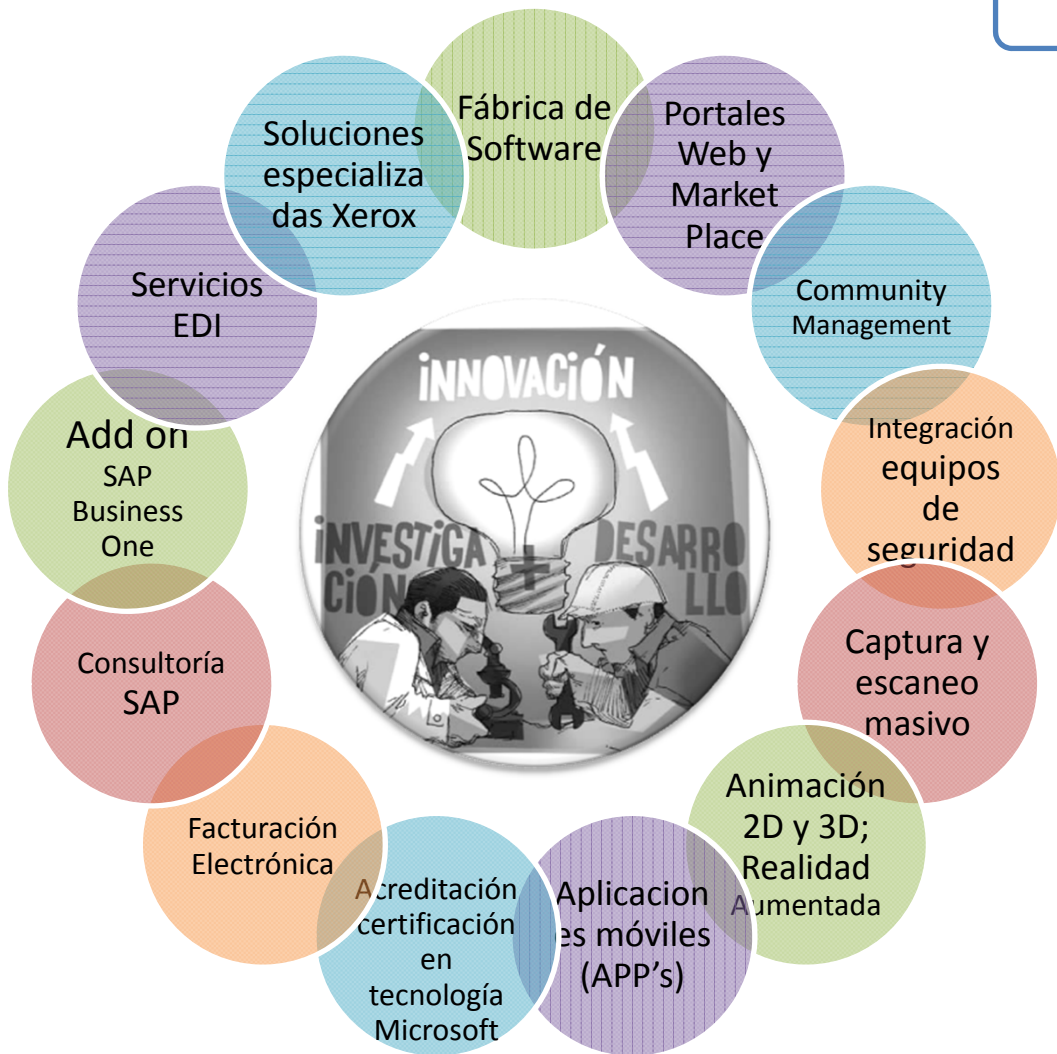 Fábrica de
Software
Portales
Web y
Market
Place
Community
Management
Integración
equipos
de
seguridad
Captura y
escaneo
masivo
Animación
2D y 3D;
Realidad
Aumentada
Aplicacion
es móviles
(APP's)
Acreditación
certificación
en
tecnología
Microsoft
Facturación
Electrónica
Consultoría
SAP
Add on
SAP
Business
One
Servicios
EDI
Soluciones
especializa
das Xerox
iNNOVACiÓN
iNVESTiGA
CiÓN
+
DESARRO
LLO